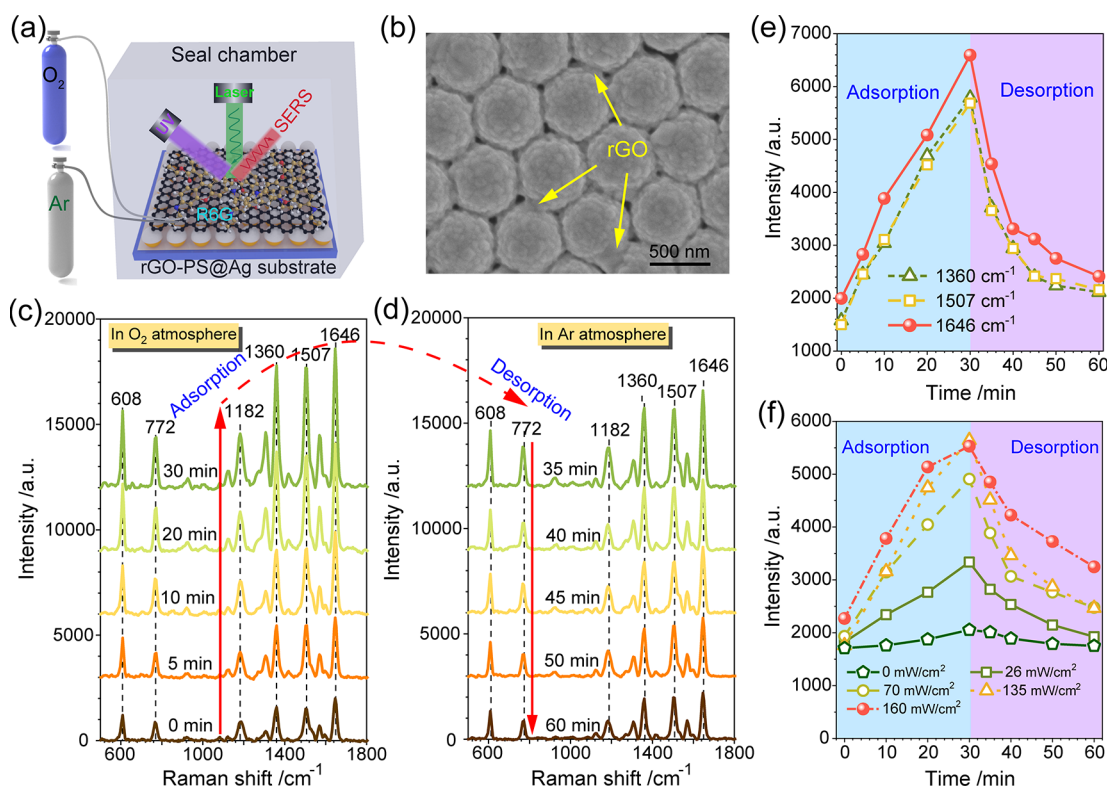 (a)
O2
Ar
Seal chamber
Laser
UV
SERS
R6G
rGO-PS@Ag substrate
(b)
rGO
500 nm
(c)
In O2 atmosphere
Adsorption
608
772
1182
1360
1507
1646
30 min
20 min
10 min
5 min
0 min
20000
15000
10000
5000
0
Intensity /a.u.
600
1000
1400
1800
Raman shift /cm-1
(d)
In Ar atmosphere
Desorption
608
772
1182
1360
1507
1646
35 min
40 min
45 min
50 min
60 min
20000
15000
10000
5000
0
Intensity /a.u.
600
1000
1400
1800
Raman shift /cm-1
(e)
Adsorption
Desorption
1360 cm-1
1507 cm-1
1646 cm-1
7000
6000
5000
4000
3000
2000
1000
Intensity /a.u.
0 10 20 30 40 50 60
Time /min
(f)
Adsorption
Desorption
0 mW/cm2
26 mW/cm2
70 mW/cm2
135 mW/cm2
160 mW/cm2
6000
5000
4000
3000
2000
1000
0
Intensity /a.u.
0 10 20 30 40 50 60
Time /min